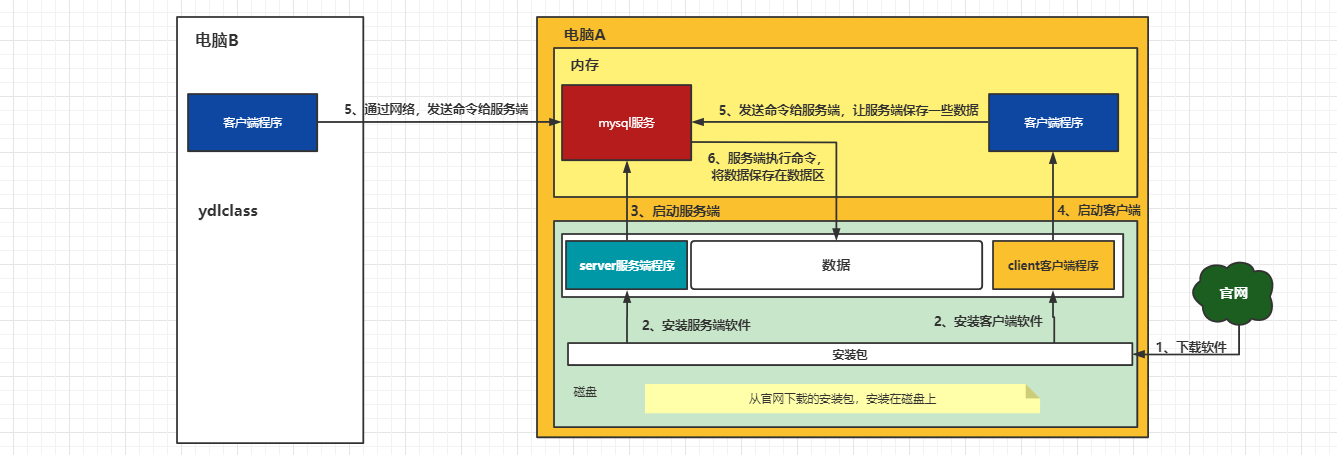 电脑B
客户端程序
ydlclass
5、通过网络，发送命令给服务端
电脑A
内存
mysql服务
5、发送命令给服务端，让服务端保存一些数据
客户端程序
6、服务端执行命令，
将数据保存在数据区
3、启动服务端
4、启动客户端
server服务端程序
数据
client客户端程序
官网
2、安装服务端软件
2、安装客户端软件
1、下载软件
安装包
磁盘
从官网下载的安装包，安装在磁盘上